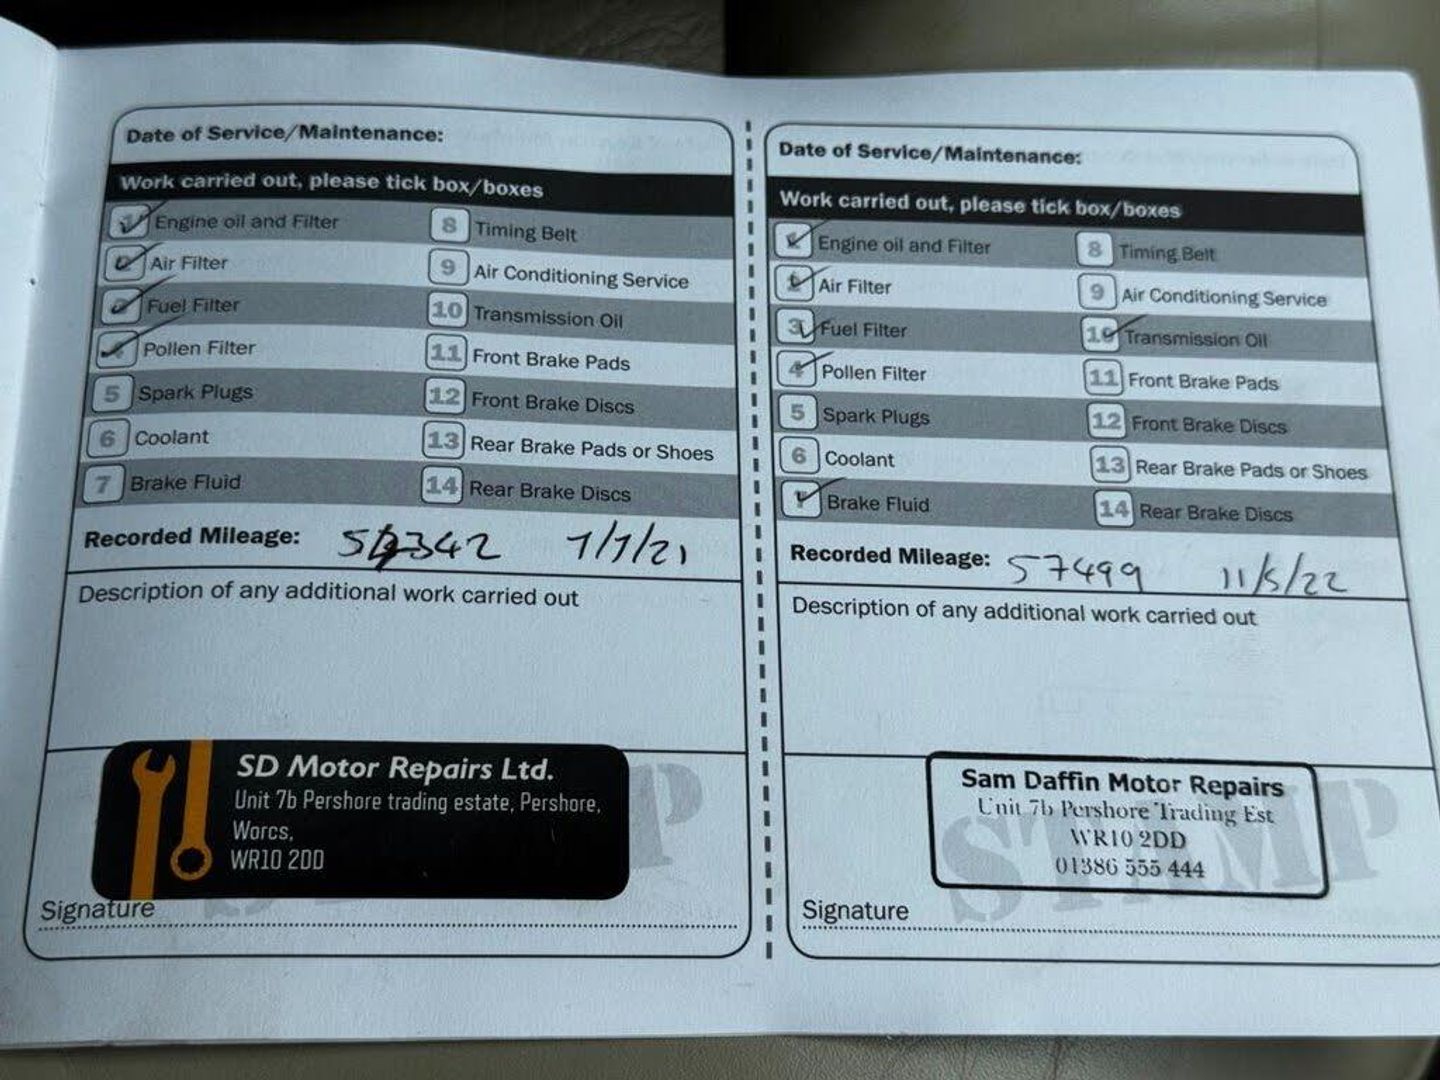 Date of Service/Maintenance:
Work carried out, please tick box/boxes
1 Engine oil and Filter
2 Air Filter
3 Fuel Filter
4 Pollen Filter
5 Spark Plugs
6 Coolant
7 Brake Fluid
8 Timing Belt
9 Air Conditioning Service
10 Transmission Oil
11 Front Brake Pads
12 Front Brake Discs
13 Rear Brake Pads or Shoes
14 Rear Brake Discs
Recorded Mileage: 1/7/21
Description of any additional work carried out
SD Motor Repairs Ltd.
Unit 7b Pershore trading estate, Pershore,
Worcs,
WR10 2DD
Signature
Date of Service/Maintenance:
Work carried out, please tick box/boxes
1 Engine oil and Filter
2 Air Filter
3 Fuel Filter
4 Pollen Filter
5 Spark Plugs
6 Coolant
7 Brake Fluid
8 Timing Belt
9 Air Conditioning Service
10 Transmission Oil
11 Front Brake Pads
12 Front Brake Discs
13 Rear Brake Pads or Shoes
14 Rear Brake Discs
Recorded Mileage: 57499 11/5/22
Description of any additional work carried out
STAMP
Sam Daffin Motor Repairs
Unit 7b Pershore Trading Est
WR10 2DD
01386 555 444
Signature